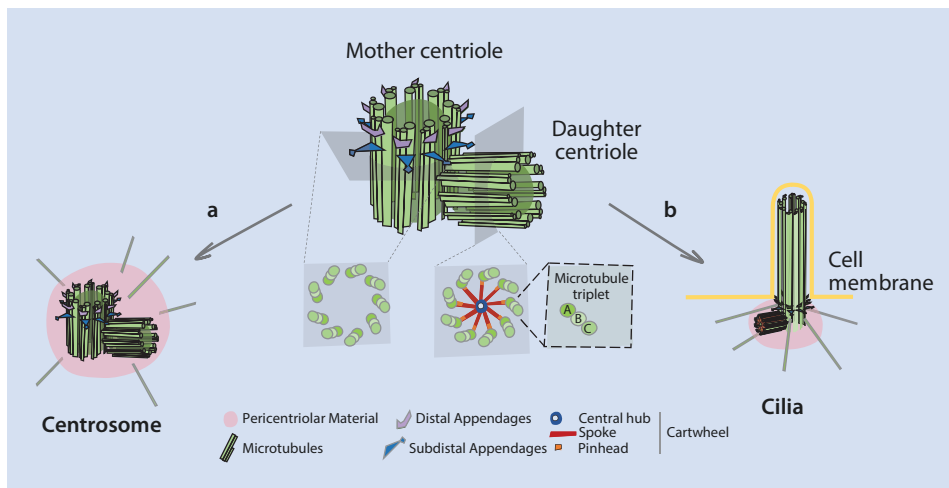 Mother centriole
Daughter
centriole
a
b
Microtubule
triplet
A
B
C
Cell
membrane
Centrosome
Cilia
Pericentriolar Material
Distal Appendages
Central hub
Spoke
Cartwheel
Microtubules
Subdistal Appendages
Pinhead